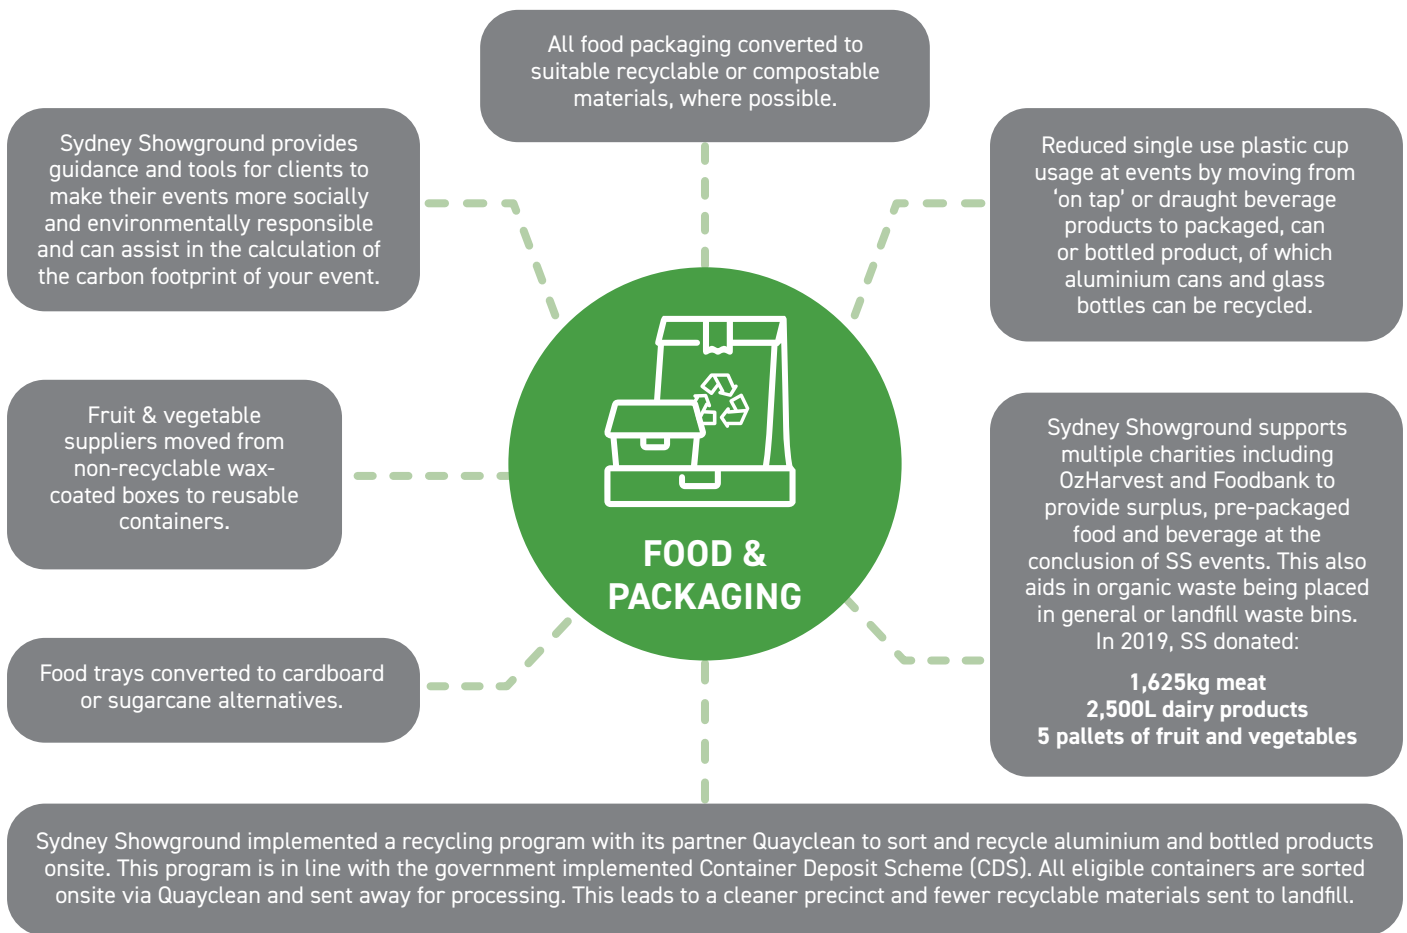 All food packaging converted to
suitable recyclable or compostable
materials, where possible.
Sydney Showground provides
guidance and tools for clients to
make their events more socially
and environmentally responsible
and can assist in the calculation of
the carbon footprint of your event.
Reduced single use plastic cup
usage at events by moving from
‘on tap’ or draught beverage
products to packaged, can
or bottled product, of which
aluminium cans and glass
bottles can be recycled.
Fruit & vegetable
suppliers moved from
non-recyclable wax-
coated boxes to reusable
containers.
FOOD &
PACKAGING
Sydney Showground supports
multiple charities including
OzHarvest and Foodbank to
provide surplus, pre-packaged
food and beverage at the
conclusion of SS events. This also
aids in organic waste being placed
in general or landfill waste bins.
In 2019, SS donated:
1,625kg meat
2,500L dairy products
5 pallets of fruit and vegetables
Food trays converted to cardboard
or sugarcane alternatives.
Sydney Showground implemented a recycling program with its partner Quayclean to sort and recycle aluminium and bottled products
onsite. This program is in line with the government implemented Container Deposit Scheme (CDS). All eligible containers are sorted
onsite via Quayclean and sent away for processing. This leads to a cleaner precinct and fewer recyclable materials sent to landfill.